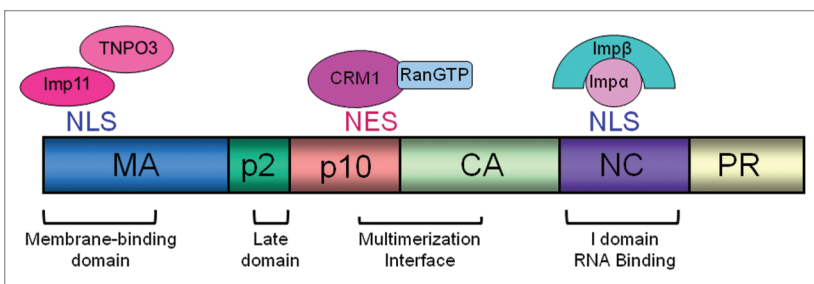 TNPO3
Imp11
CRM1
RanGTP
Impβ
Impα
NLS
NES
NLS
MA
p2
p10
CA
NC
PR
Membrane-binding
domain
Late
domain
Multimerization
Interface
I domain
RNA Binding